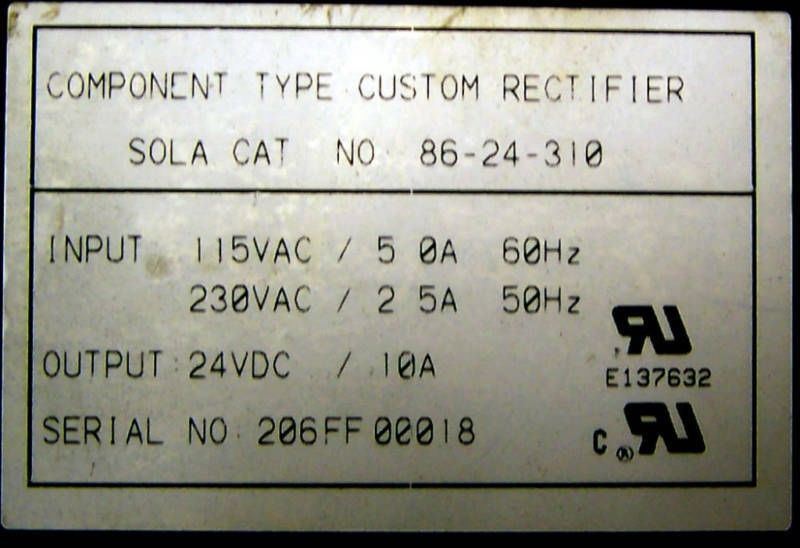 COMPONENT TYPE CUSTOM RECTIFIER
SOLA CAT NO 86-24-310
INPUT 115VAC / 5 0A 60Hz
230VAC / 2 5A 50Hz
OUTPUT: 24VDC / 10A
E137632
SERIAL NO: 206FF00018
C ® RU